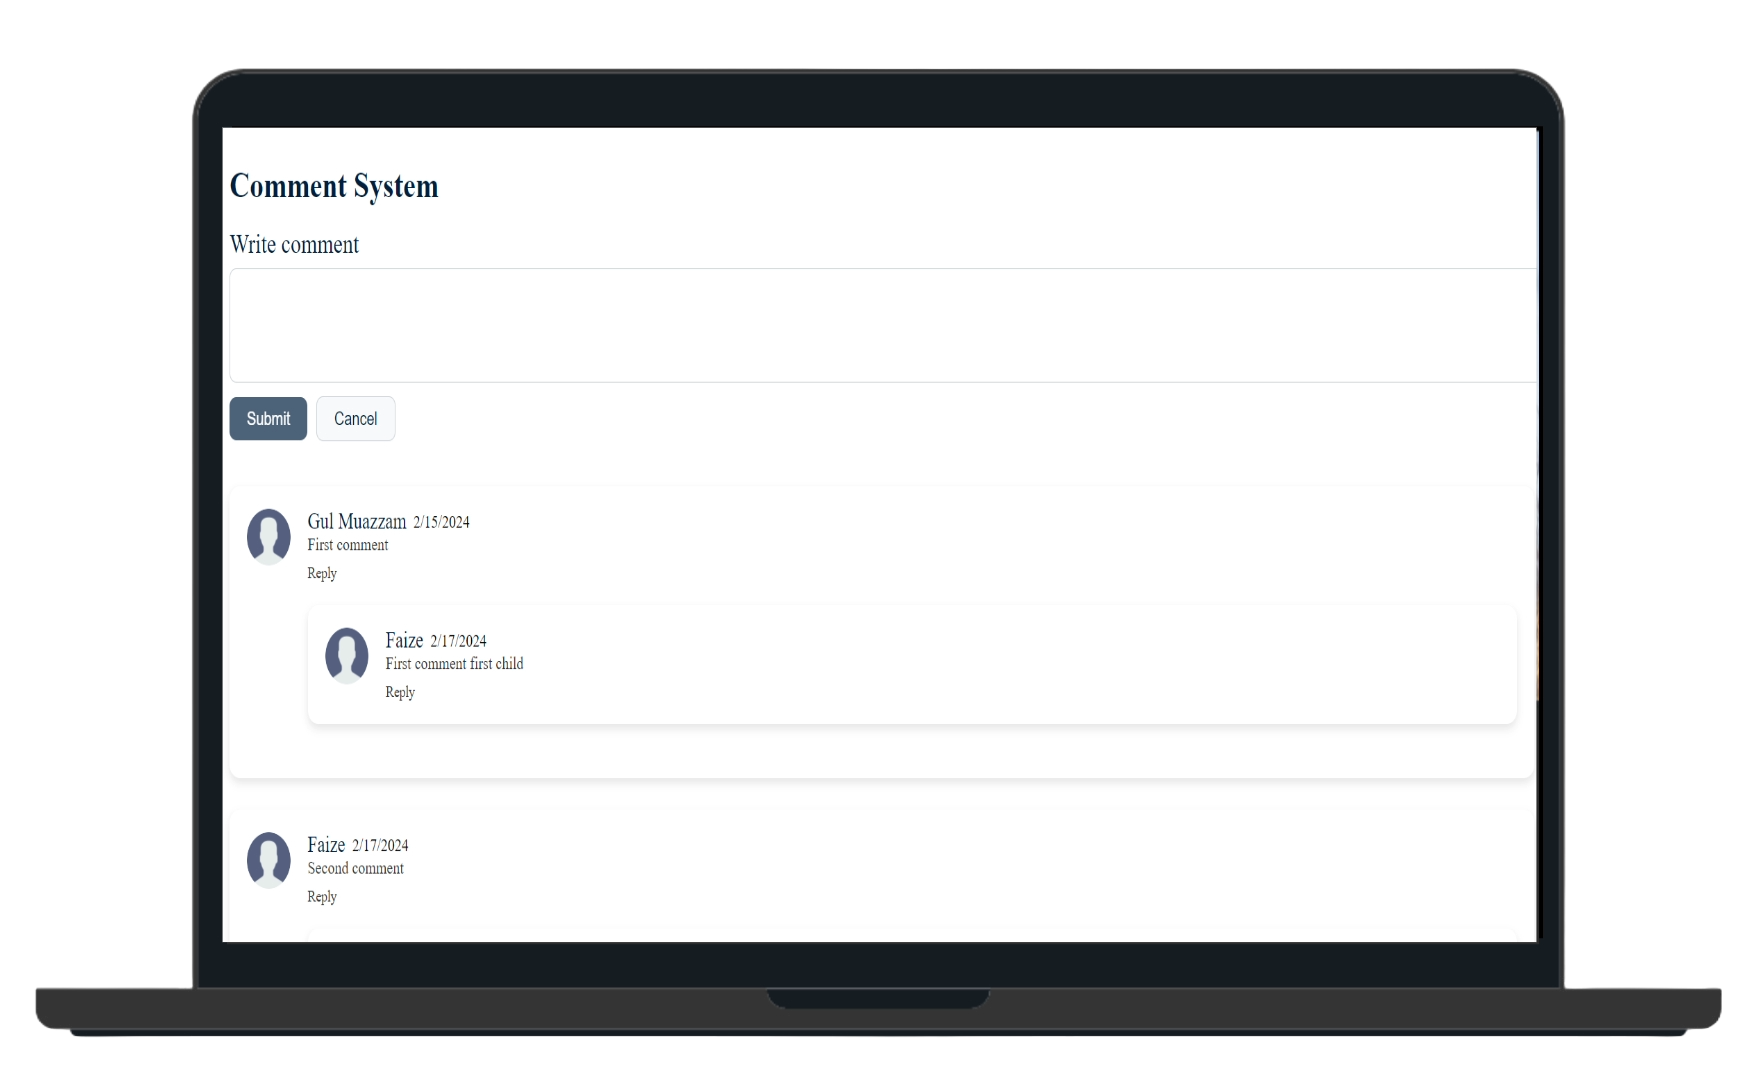 Comment System
Write comment
Submit Cancel
Gul Muazzam 2/15/2024
First comment
Reply
Faize 2/17/2024
First comment first child
Reply
Faize 2/17/2024
Second comment
Reply